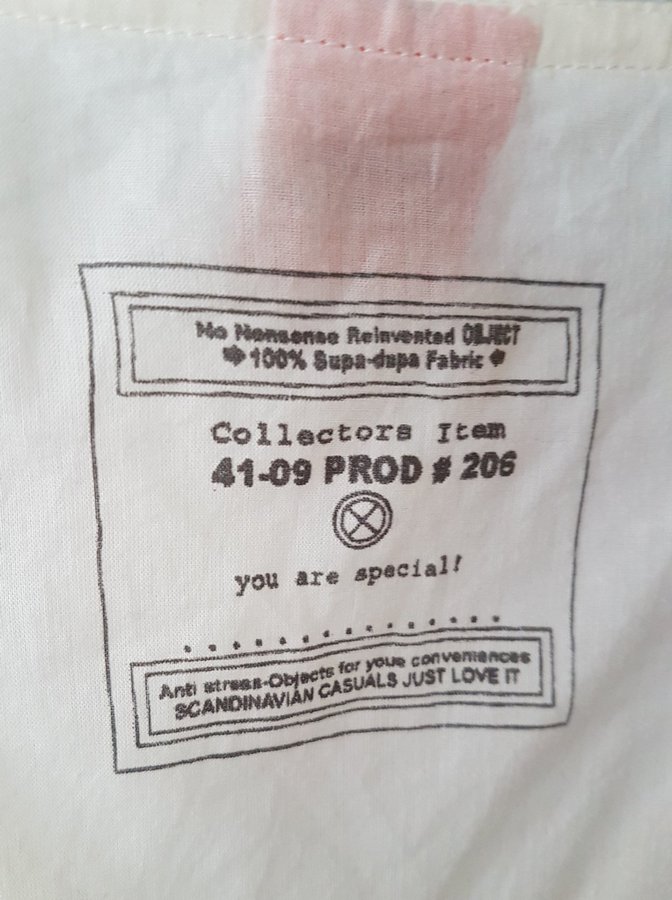 No Nonsense Reinvented OBJECT
100% Supa-dupa Fabric
Collectors Item
41-09 PROD # 206
you are special!
Anti stress-Objects for youe conveniences
SCANDINAVIAN CASUALS JUST LOVE IT